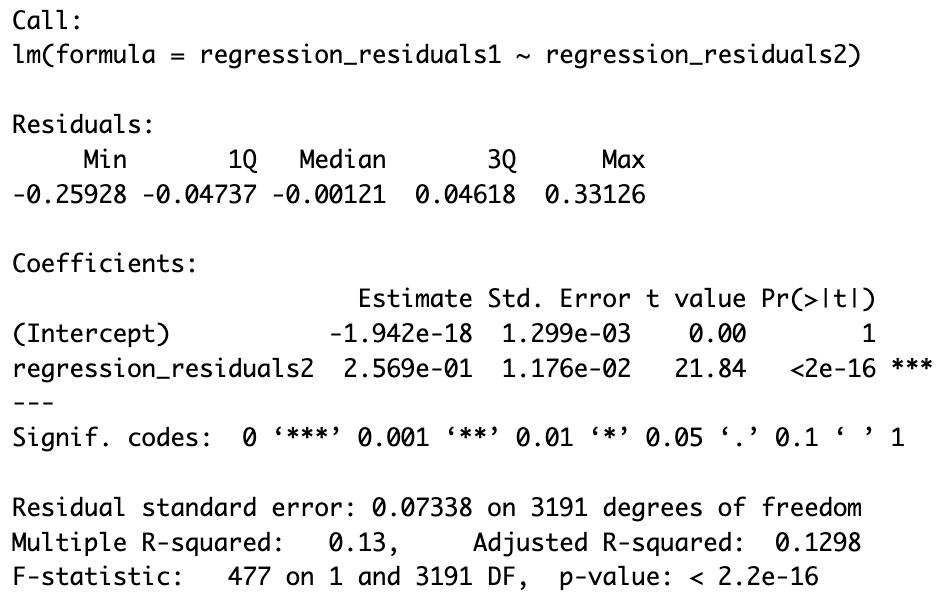 Call:
lm(formula = regression_residuals1 ~ regression_residuals2)
Residuals:
     Min       1Q   Median       3Q      Max
-0.25928 -0.04737 -0.00121  0.04618  0.33126
Coefficients:
                       Estimate Std. Error t value Pr(>|t|)
(Intercept)          -1.942e-18  1.299e-03    0.00        1
regression_residuals2  2.569e-01  1.176e-02   21.84   <2e-16 ***
---
Signif. codes:  0 ‘***’ 0.001 ‘**’ 0.01 ‘*’ 0.05 ‘.’ 0.1 ‘ ’ 1
Residual standard error: 0.07338 on 3191 degrees of freedom
Multiple R-squared:   0.13,	Adjusted R-squared:  0.1298
F-statistic:   477 on 1 and 3191 DF,  p-value: < 2.2e-16